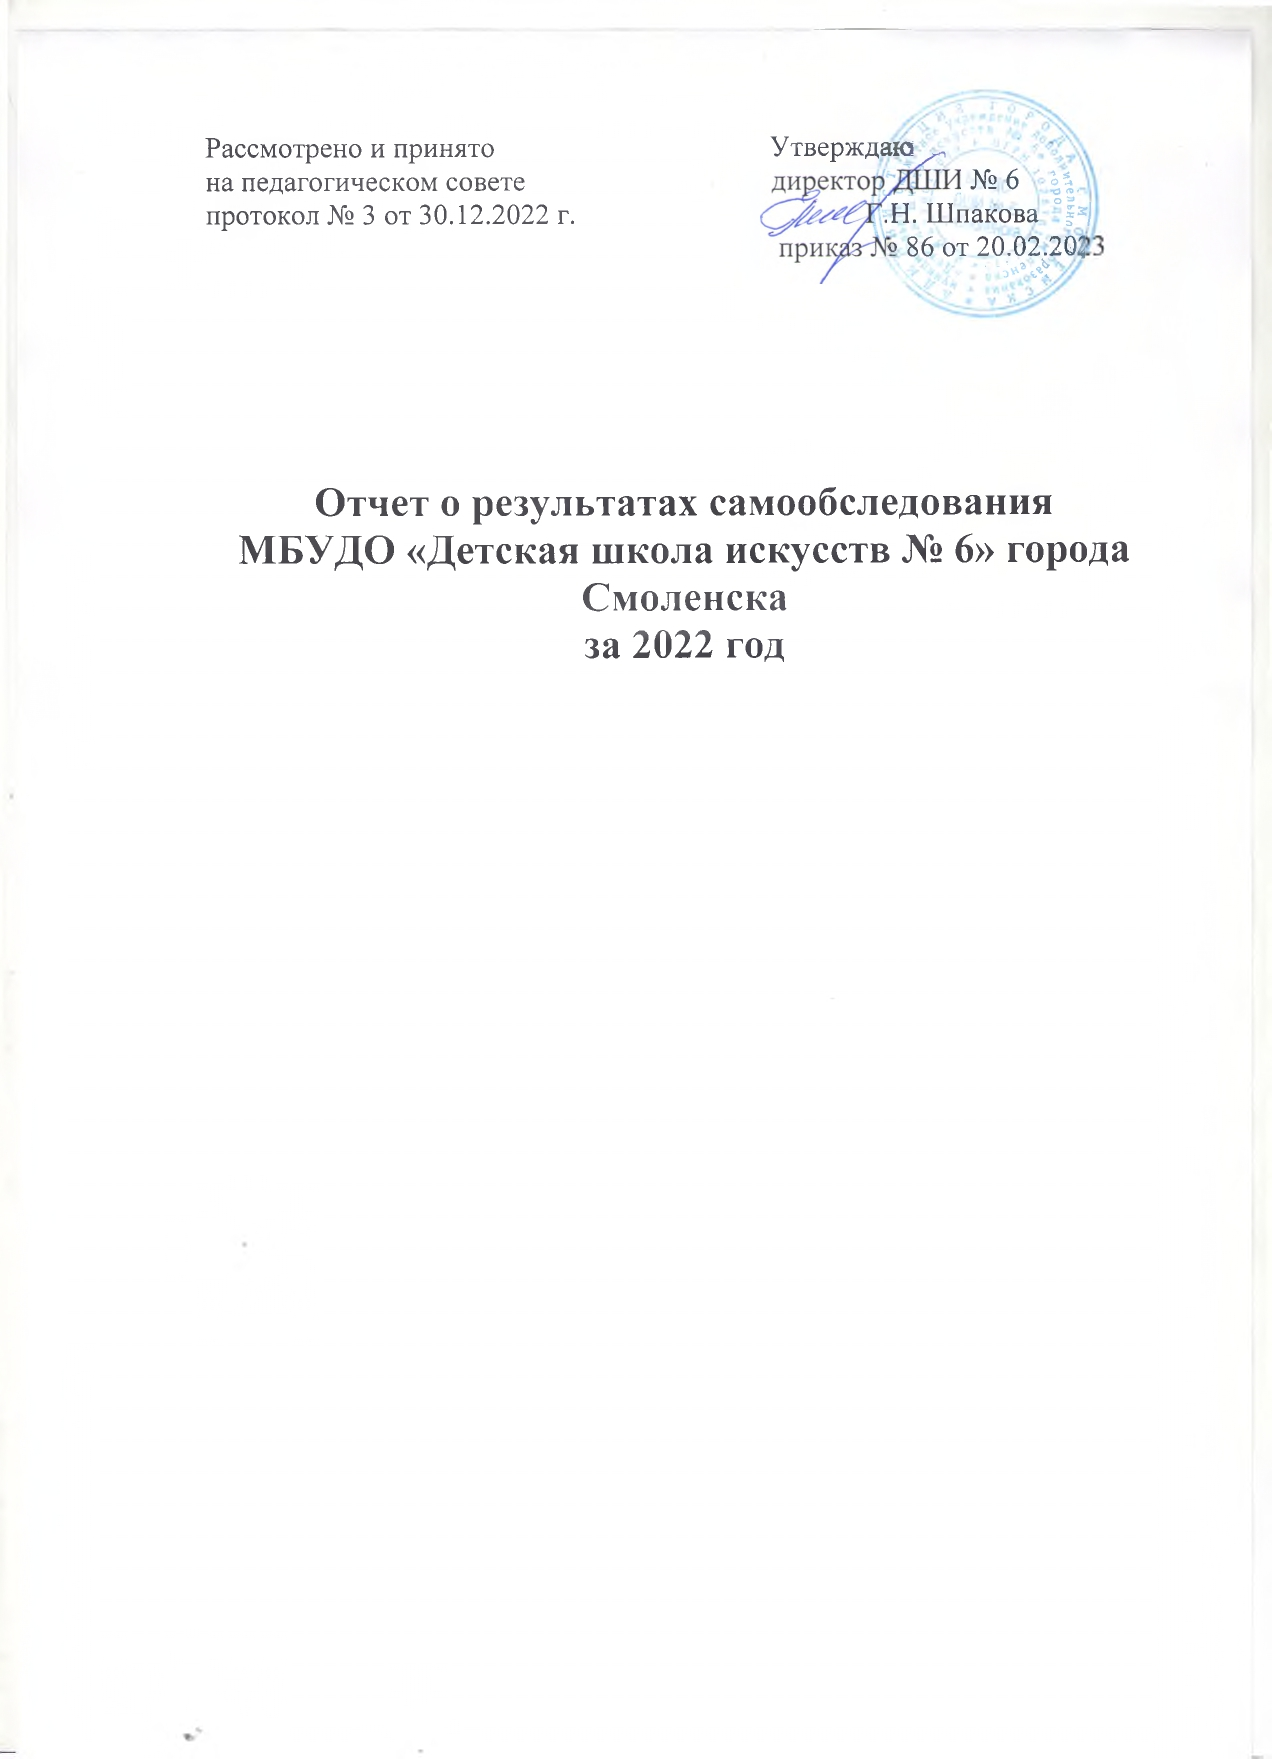 Рассмотрено и принято
на педагогическом совете
протокол № 3 от 30.12.2022 г.
Утверждаю
директор ДШИ № 6
Г.Н. Шпакова
приказ № 86 от 20.02.2023
Отчет о результатах самообследования
МБУДО «Детская школа искусств № 6» города
Смоленска
за 2022 год